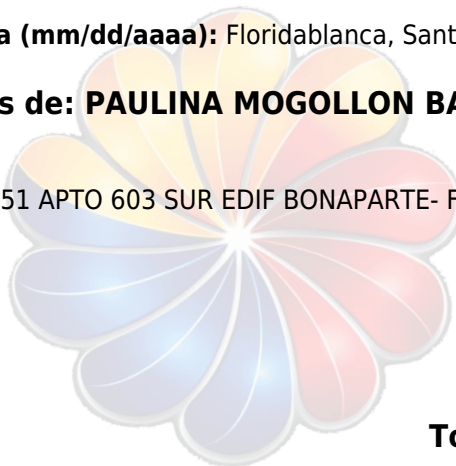 a (mm/dd/aaaa): Floridablanca, Sant
s de: PAULINA MOGOLLON BA
51 APTO 603 SUR EDIF BONAPARTE- F
To